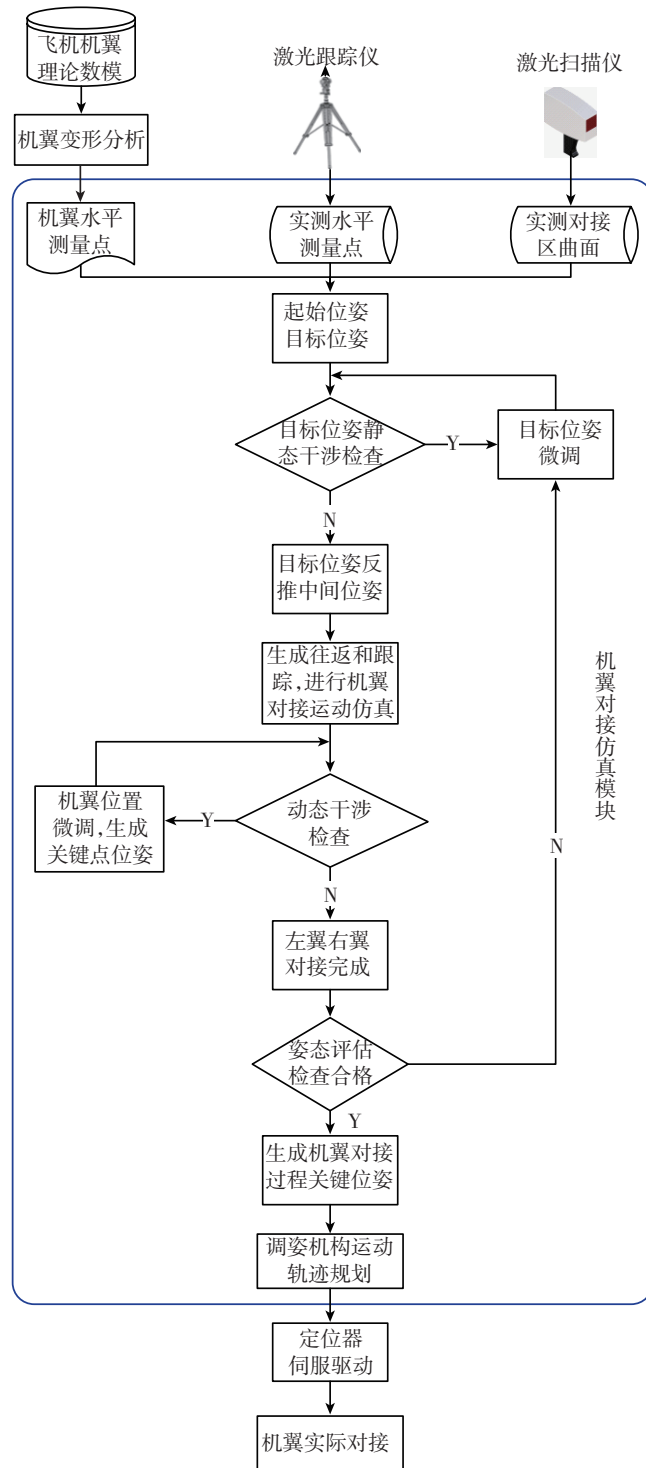 飞机机翼
理论数模
激光跟踪仪
激光扫描仪
机翼变形分析
机翼水平
测量点
实测水平
测量点
实测对接
区曲面
起始位姿
目标位姿
目标位姿静
态干涉检查
Y
目标位姿
微调
N
目标位姿反
推中间位姿
生成往返和跟
踪,进行机翼
对接运动仿真
机翼对接仿真模块
机翼位置
微调,生成
关键点位姿
Y
动态干涉
检查
N
N
左翼右翼
对接完成
姿态评估
检查合格
Y
生成机翼对接
过程关键位姿
调姿机构运动
轨迹规划
定位器
伺服驱动
机翼实际对接